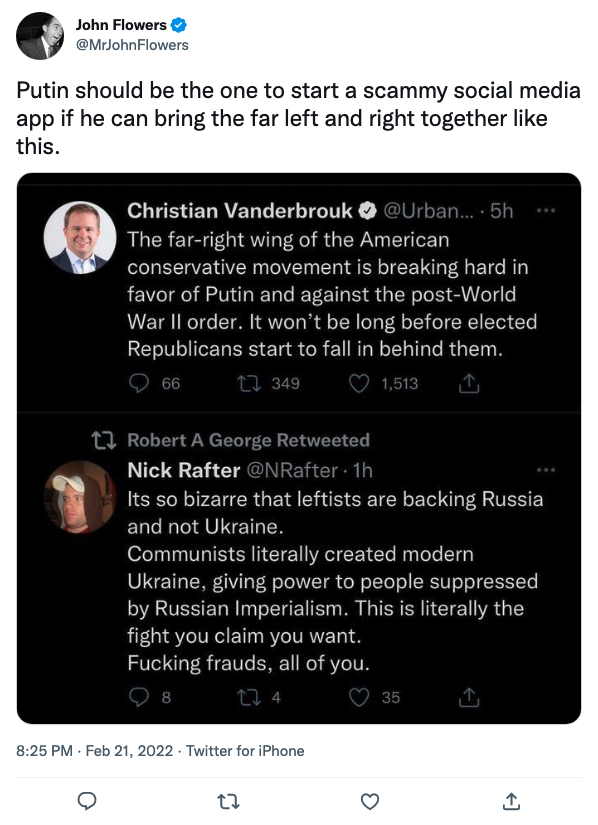 John Flowers
@MrJohnFlowers
Putin should be the one to start a scammy social media
app if he can bring the far left and right together like
this.
Christian Vanderbrouk @Urban... · 5h
The far-right wing of the American
conservative movement is breaking hard in
favor of Putin and against the post-World
War II order. It won't be long before elected
Republicans start to fall in behind them.
66 349 1,513
Robert A George Retweeted
Nick Rafter @NRafter · 1h
Its so bizarre that leftists are backing Russia
and not Ukraine.
Communists literally created modern
Ukraine, giving power to people suppressed
by Russian Imperialism. This is literally the
fight you claim you want.
Fucking frauds, all of you.
8 4 35
8:25 PM · Feb 21, 2022 · Twitter for iPhone